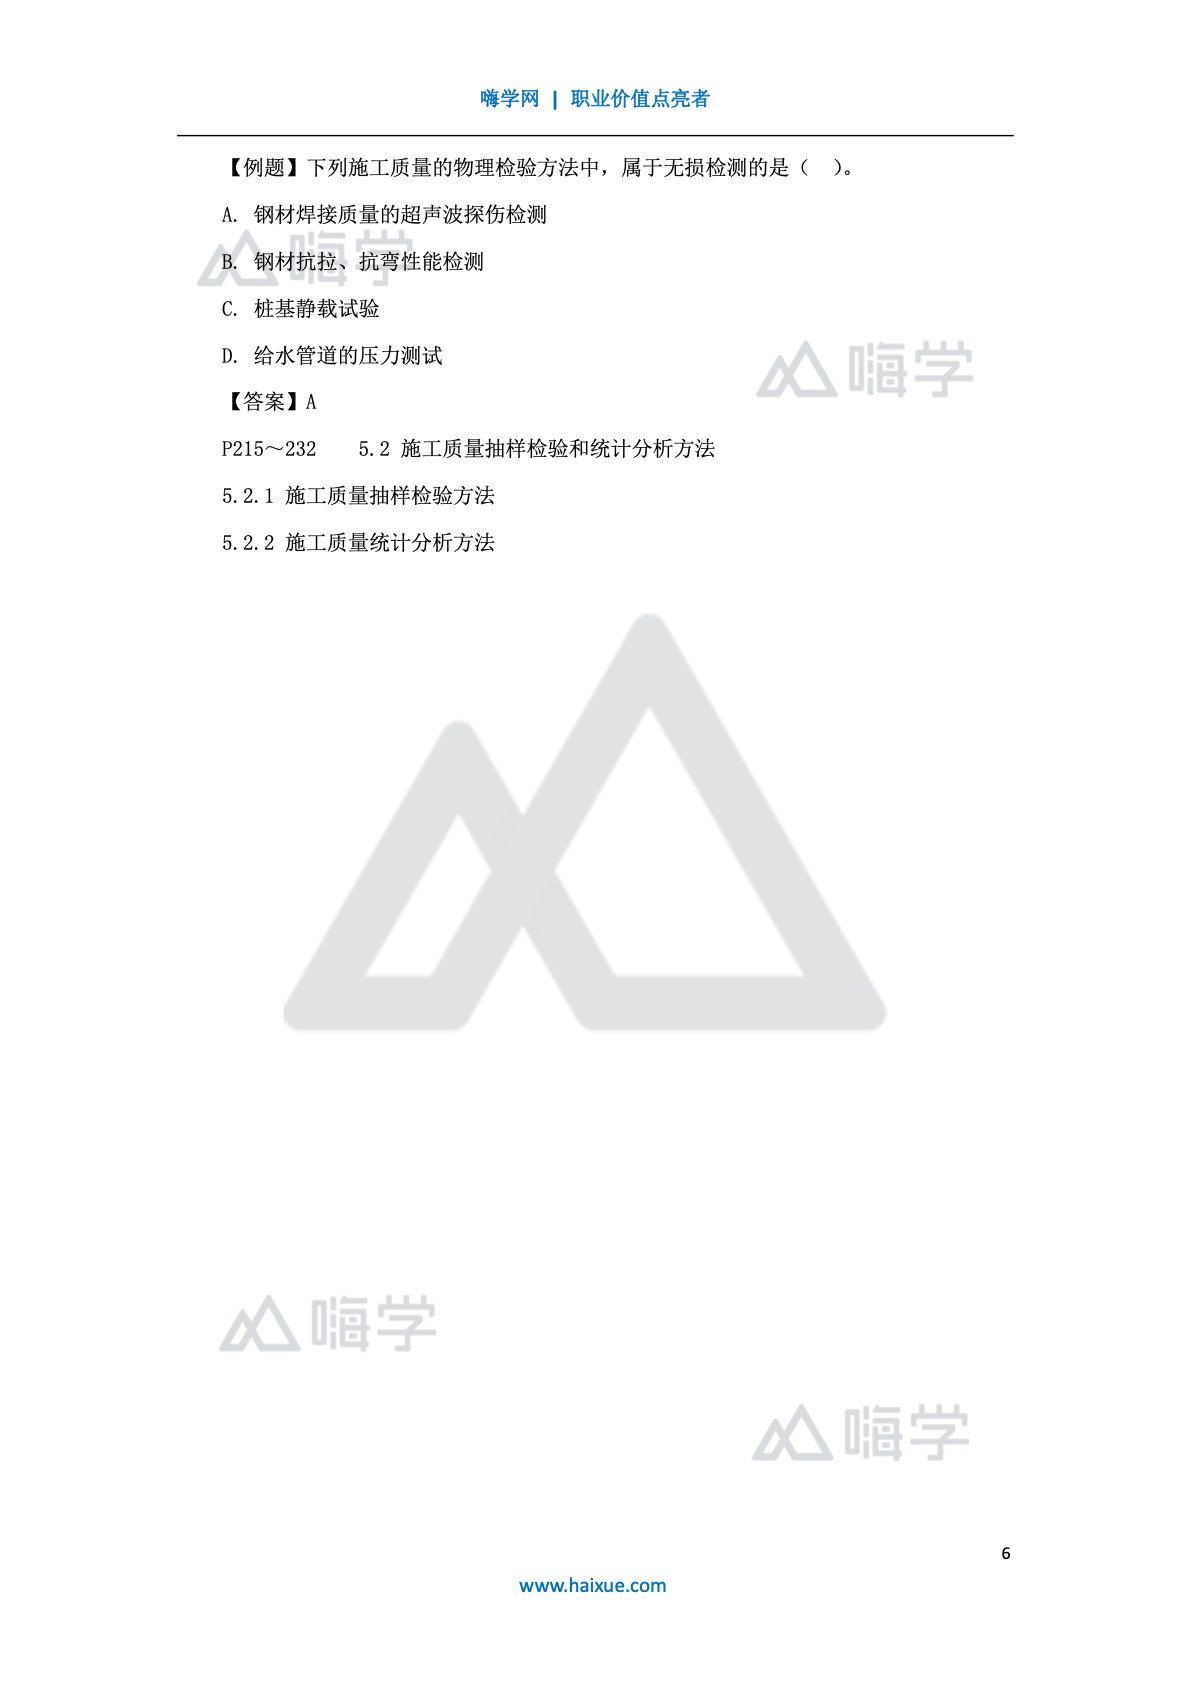 嗨学网 | 职业价值点亮者
【例题】下列施工质量的物理检验方法中，属于无损检测的是（　）。
A. 钢材焊接质量的超声波探伤检测
嗨学
B. 钢材抗拉、抗弯性能检测
C. 桩基静载试验
D. 给水管道的压力测试
嗨学
【答案】A
P215～232　　5.2 施工质量抽样检验和统计分析方法
5.2.1 施工质量抽样检验方法
5.2.2 施工质量统计分析方法
嗨学
嗨学
6
www.haixue.com